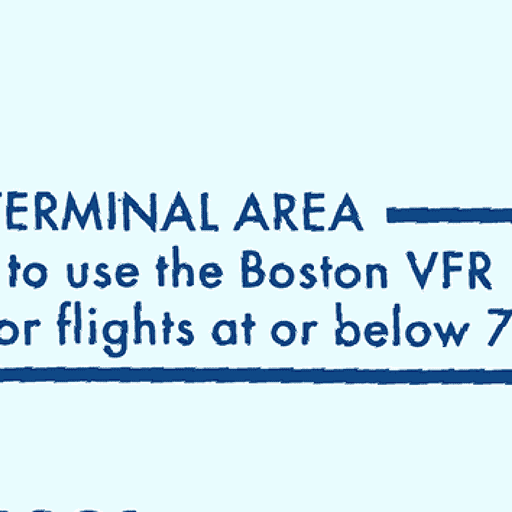 TERMINAL AREA
to use the Boston VFR
or flights at or below 7